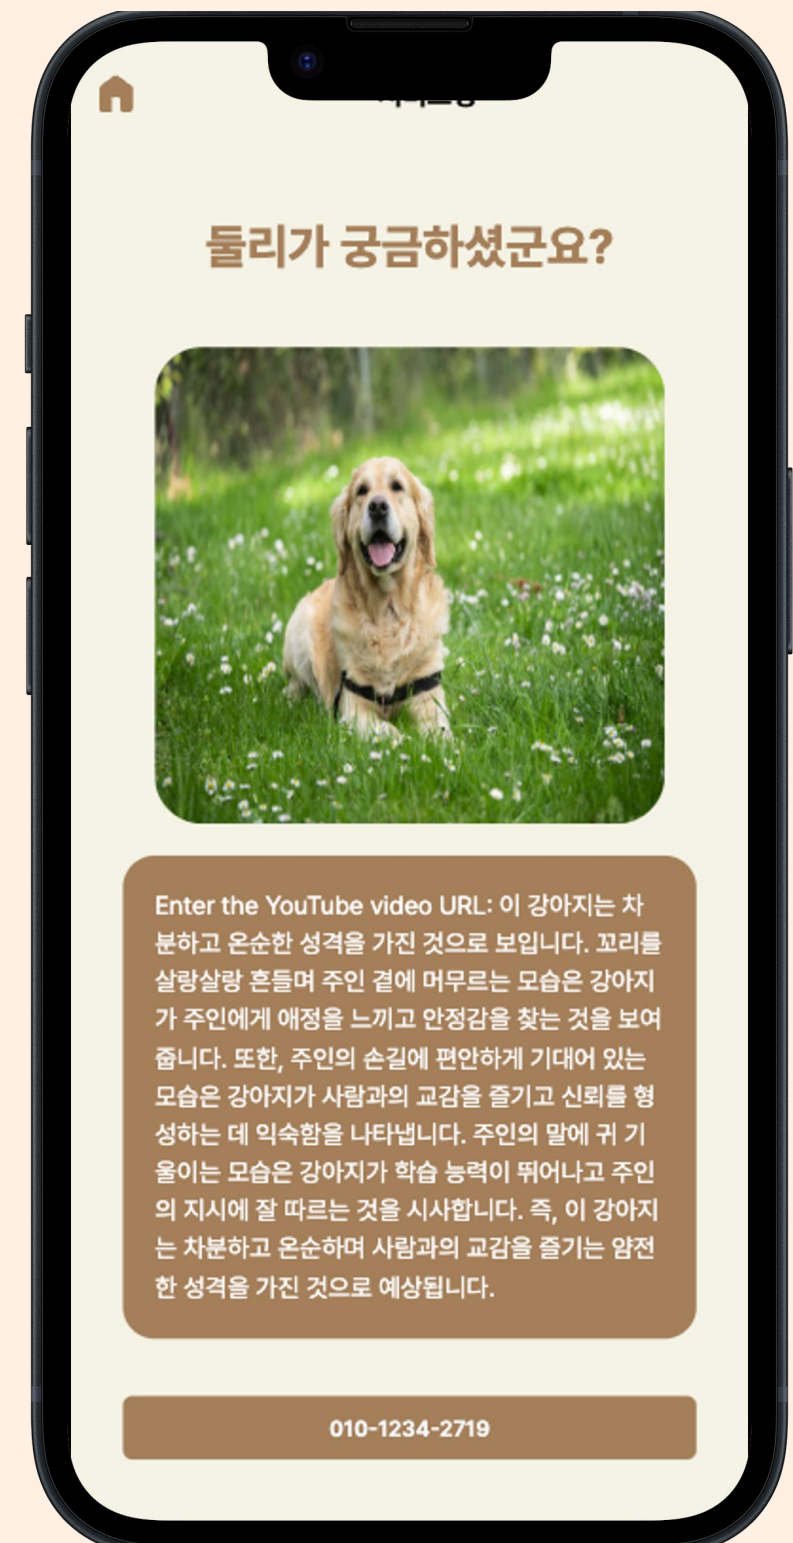 둘리가 궁금하셨군요?
Enter the YouTube video URL: 이 강아지는 차
분하고 온순한 성격을 가진 것으로 보입니다. 꼬리를
살랑살랑 흔들며 주인 곁에 머무르는 모습은 강아지
가 주인에게 애정을 느끼고 안정감을 찾는 것을 보여
줍니다. 또한, 주인의 손길에 편안하게 기대어 있는
모습은 강아지가 사람과의 교감을 즐기고 신뢰를 형
성하는 데 익숙함을 나타냅니다. 주인의 말에 귀 기
울이는 모습은 강아지가 학습 능력이 뛰어나고 주인
의 지시에 잘 따르는 것을 시사합니다. 즉, 이 강아지
는 차분하고 온순하며 사람과의 교감을 즐기는 얌전
한 성격을 가진 것으로 예상됩니다.
010-1234-2719